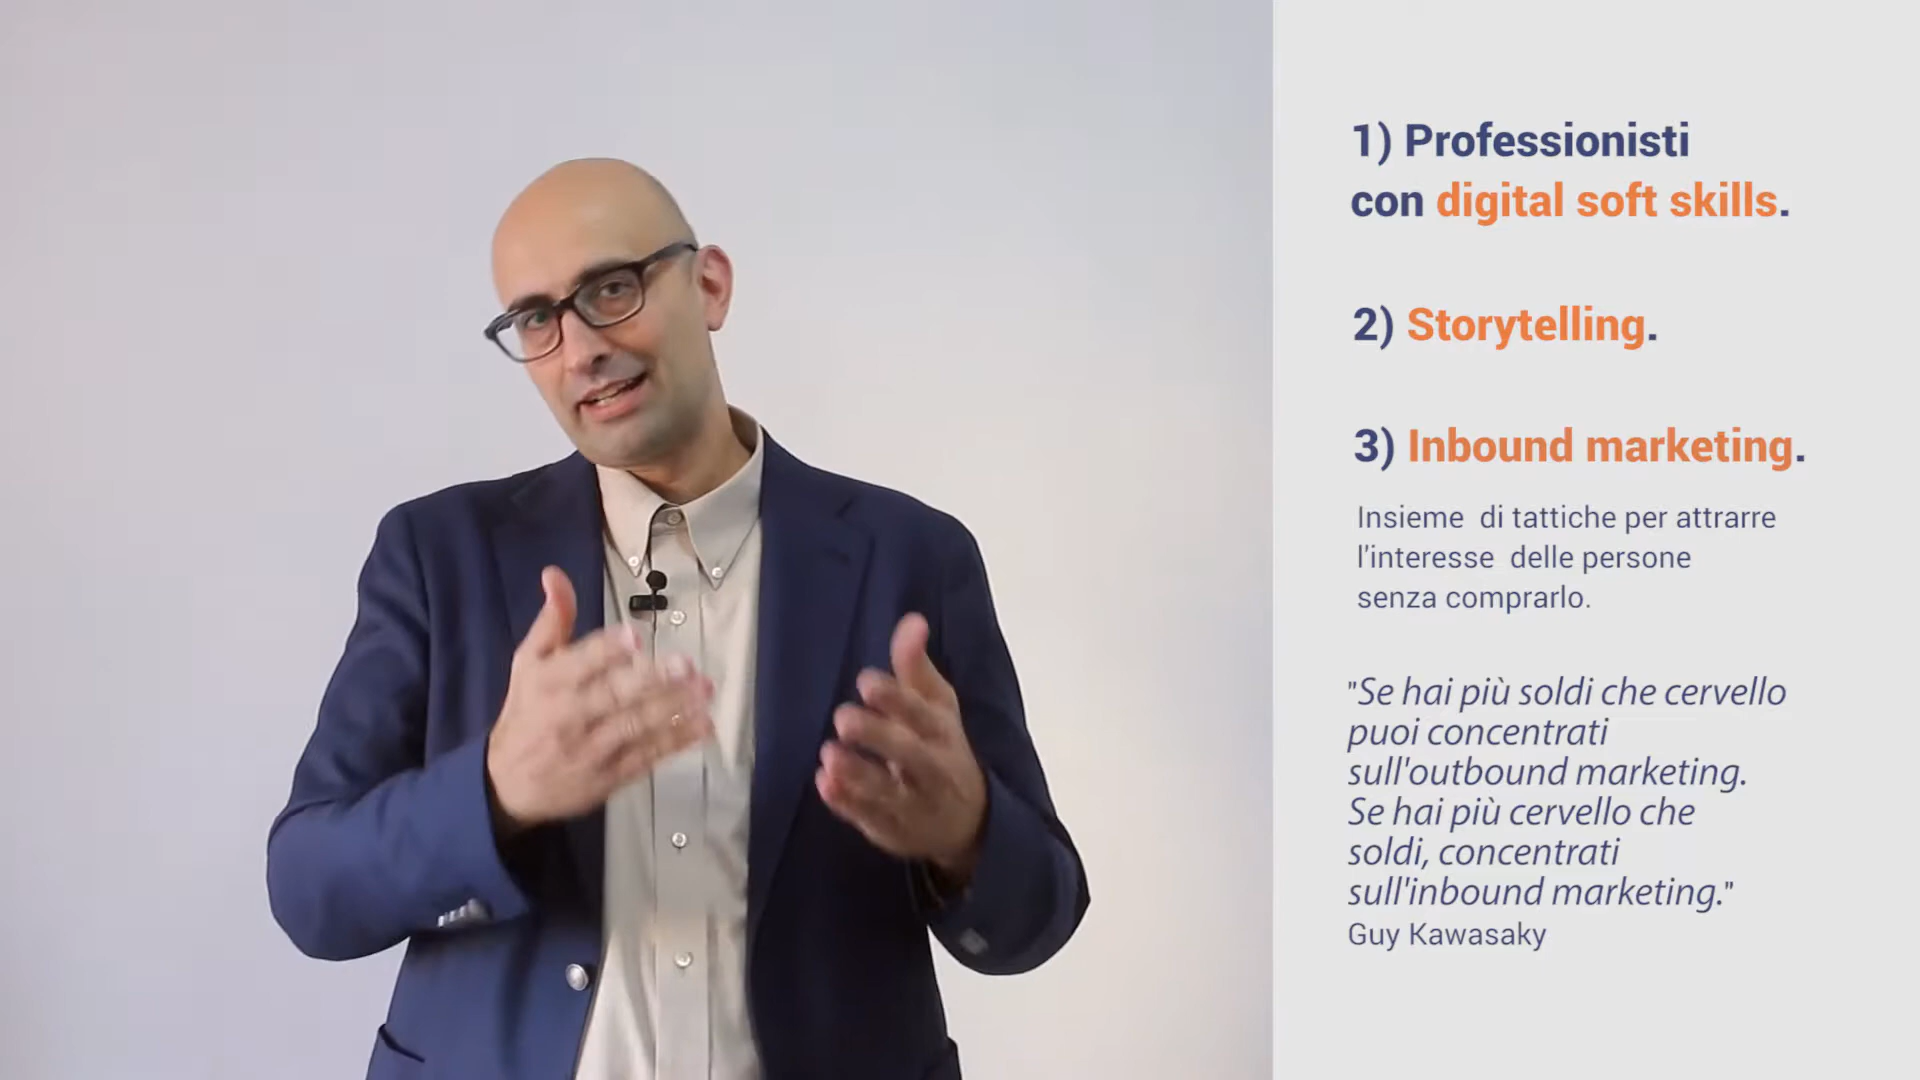 1) Professionisti
con digital soft skills.
2) Storytelling.
3) Inbound marketing.
Insieme di tattiche per attrarre
l'interesse delle persone
senza comprarlo.
"Se hai più soldi che cervello
puoi concentrati
sull'outbound marketing.
Se hai più cervello che
soldi, concentrati
sull'inbound marketing."
Guy Kawasaky